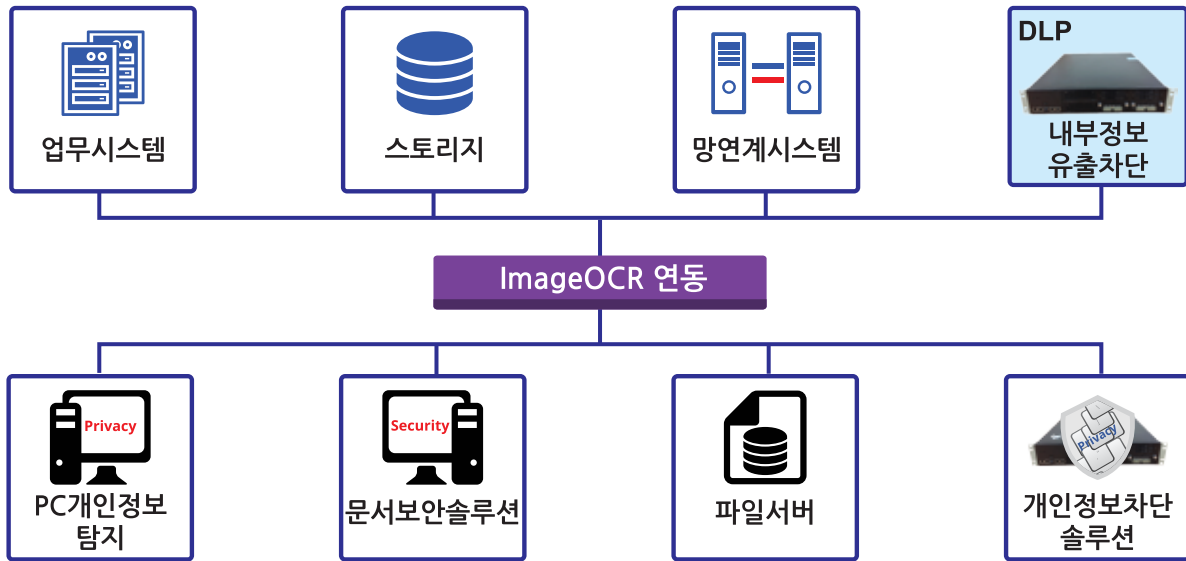 업무시스템
스토리지
망연계시스템
DLP
내부정보
유출차단
ImageOCR 연동
Privacy
PC개인정보
탐지
Security
문서보안솔루션
파일서버
Privacy
개인정보차단
솔루션